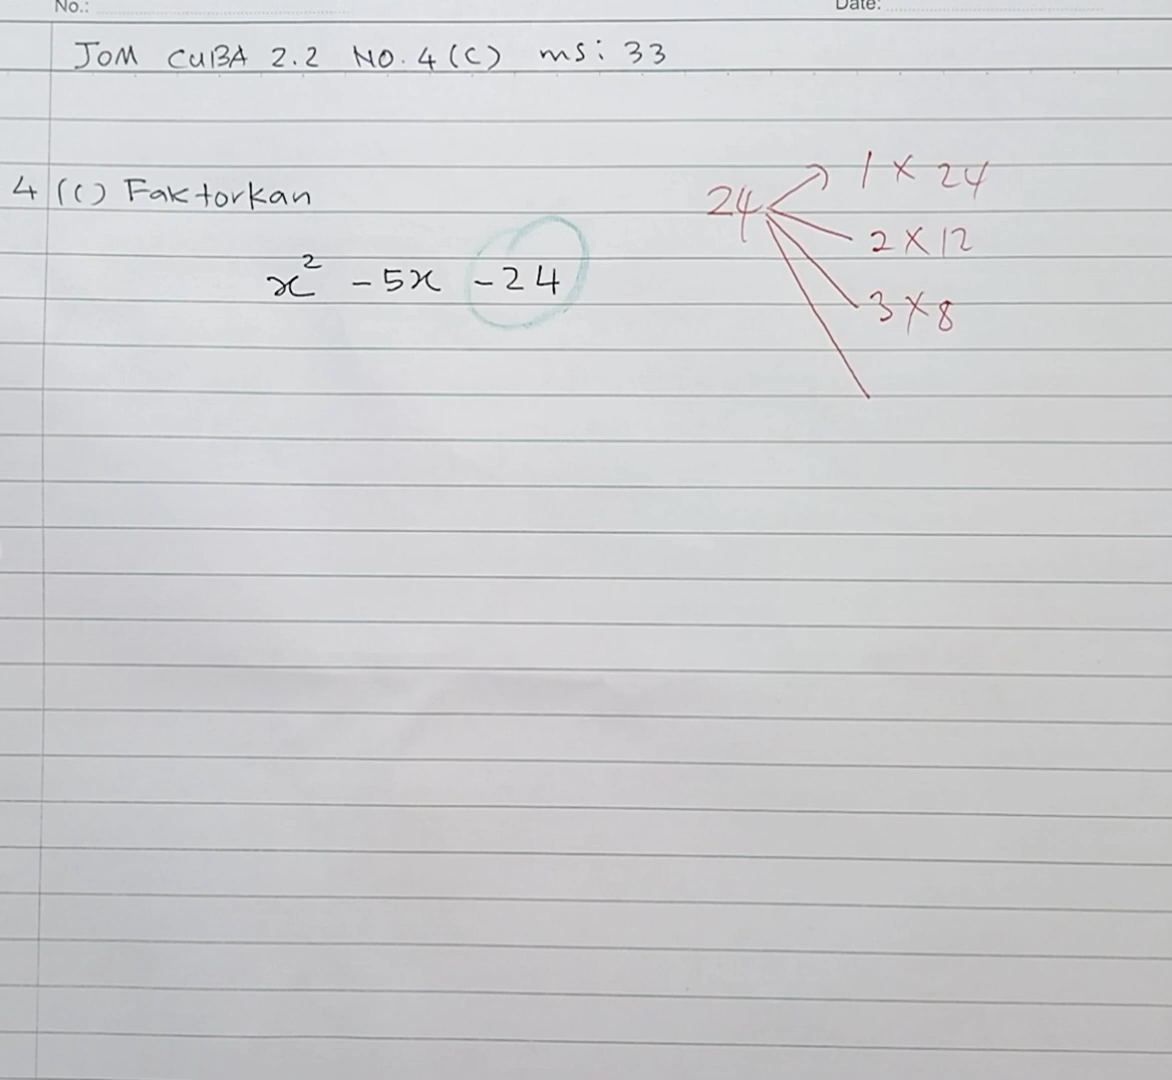 No.: Date:
JOM CUBA 2.2 NO. 4 (C) ms: 33
4 (c) Faktorkan
x² - 5x - 24
24 1 x 24
2 x 12
3 x 8